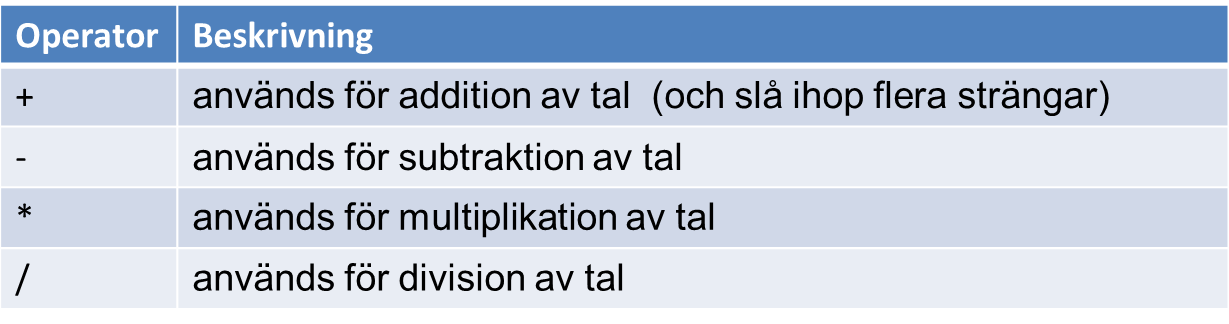 Operator Beskrivning
+ används för addition av tal  (och slå ihop flera strängar)
- används för subtraktion av tal
* används för multiplikation av tal
/ används för division av tal